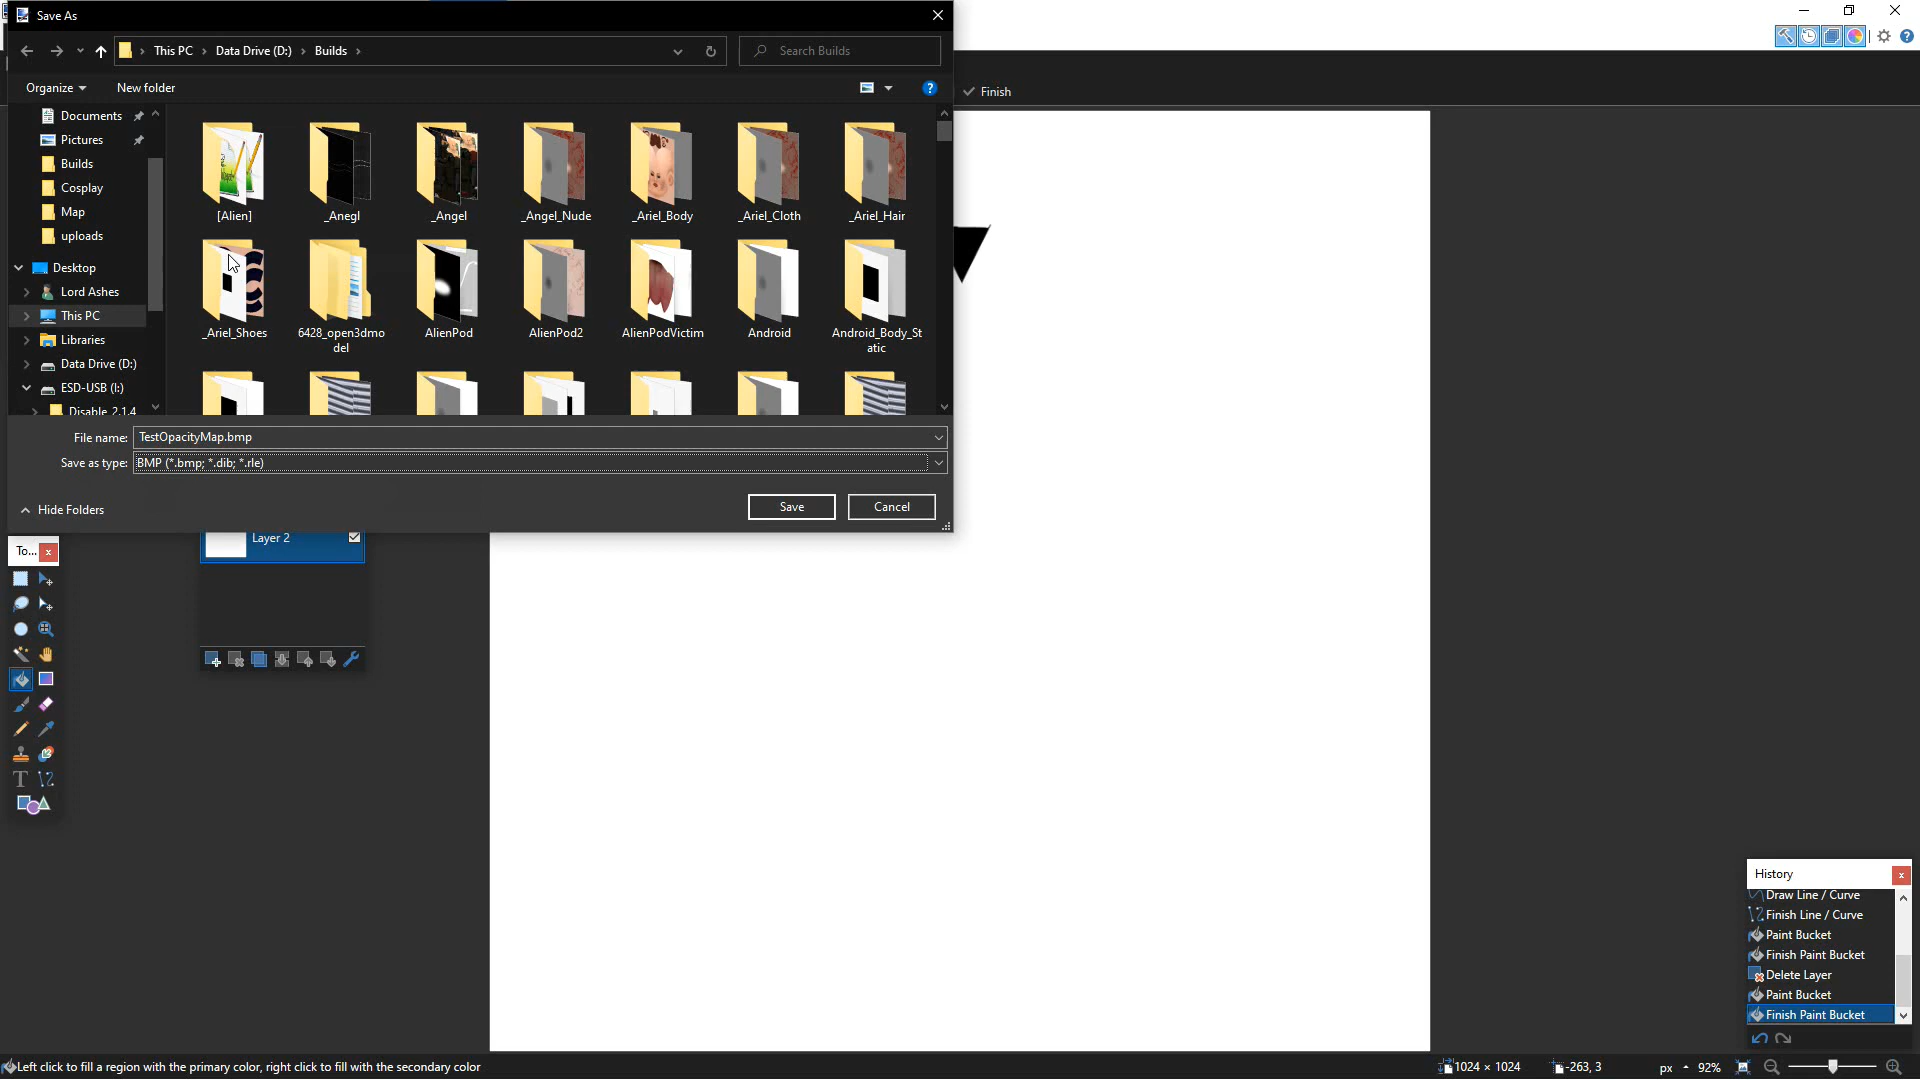 Save As
This PC
Data Drive (D:)
Builds
Search Builds
Organize
New folder
Finish
Documents
Pictures
Builds
Cosplay
Map
uploads
Desktop
Lord Ashes
This PC
Libraries
Data Drive (D:)
ESD-USB (I:)
Disable 2.1.4
[Alien]
_Anegl
_Angel
_Angel_Nude
_Ariel_Body
_Ariel_Cloth
_Ariel_Hair
_Ariel_Shoes
6428_open3dmo
del
AlienPod
AlienPod2
AlienPodVictim
Android
Android_Body_St
atic
File name: TestOpacityMap.bmp
Save as type: BMP (*.bmp; *.dib; *.rle)
Hide Folders
Save
Cancel
To...
Layer 2
History
Draw Line / Curve
Finish Line / Curve
Paint Bucket
Finish Paint Bucket
Delete Layer
Paint Bucket
Finish Paint Bucket
Left click to fill a region with the primary color, right click to fill with the secondary color
1024 × 1024
-263, 3
px
92%